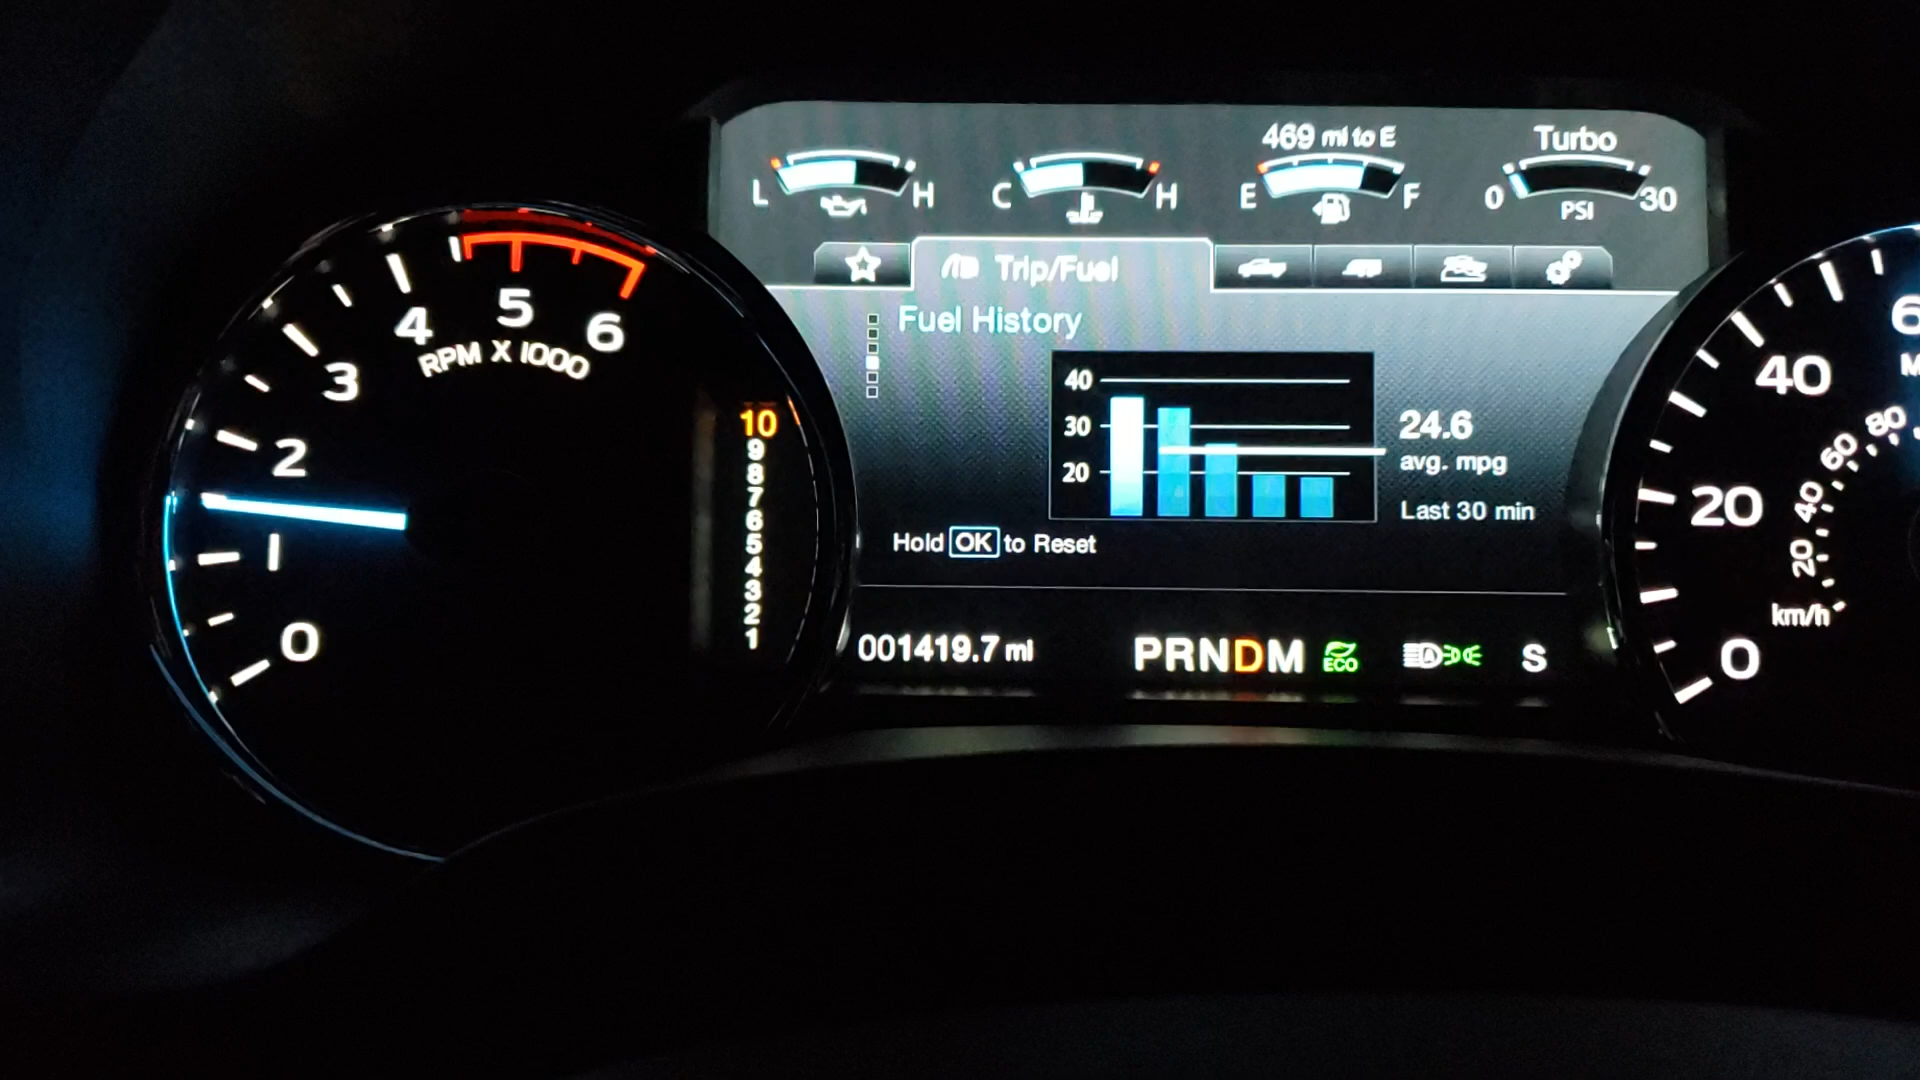 469 mi to E
Turbo
L H
C H
E F
0 30
PSI
Trip/Fuel
Fuel History
40
30
20
24.6
avg. mpg
Last 30 min
Hold OK to Reset
001419.7 mi
PRNDM
ECO
A
S
0
1
2
3
4
5
6
RPM X 1000
10
9
8
7
6
5
4
3
2
1
0
20
40
6
M
20
40
60
80
km/h